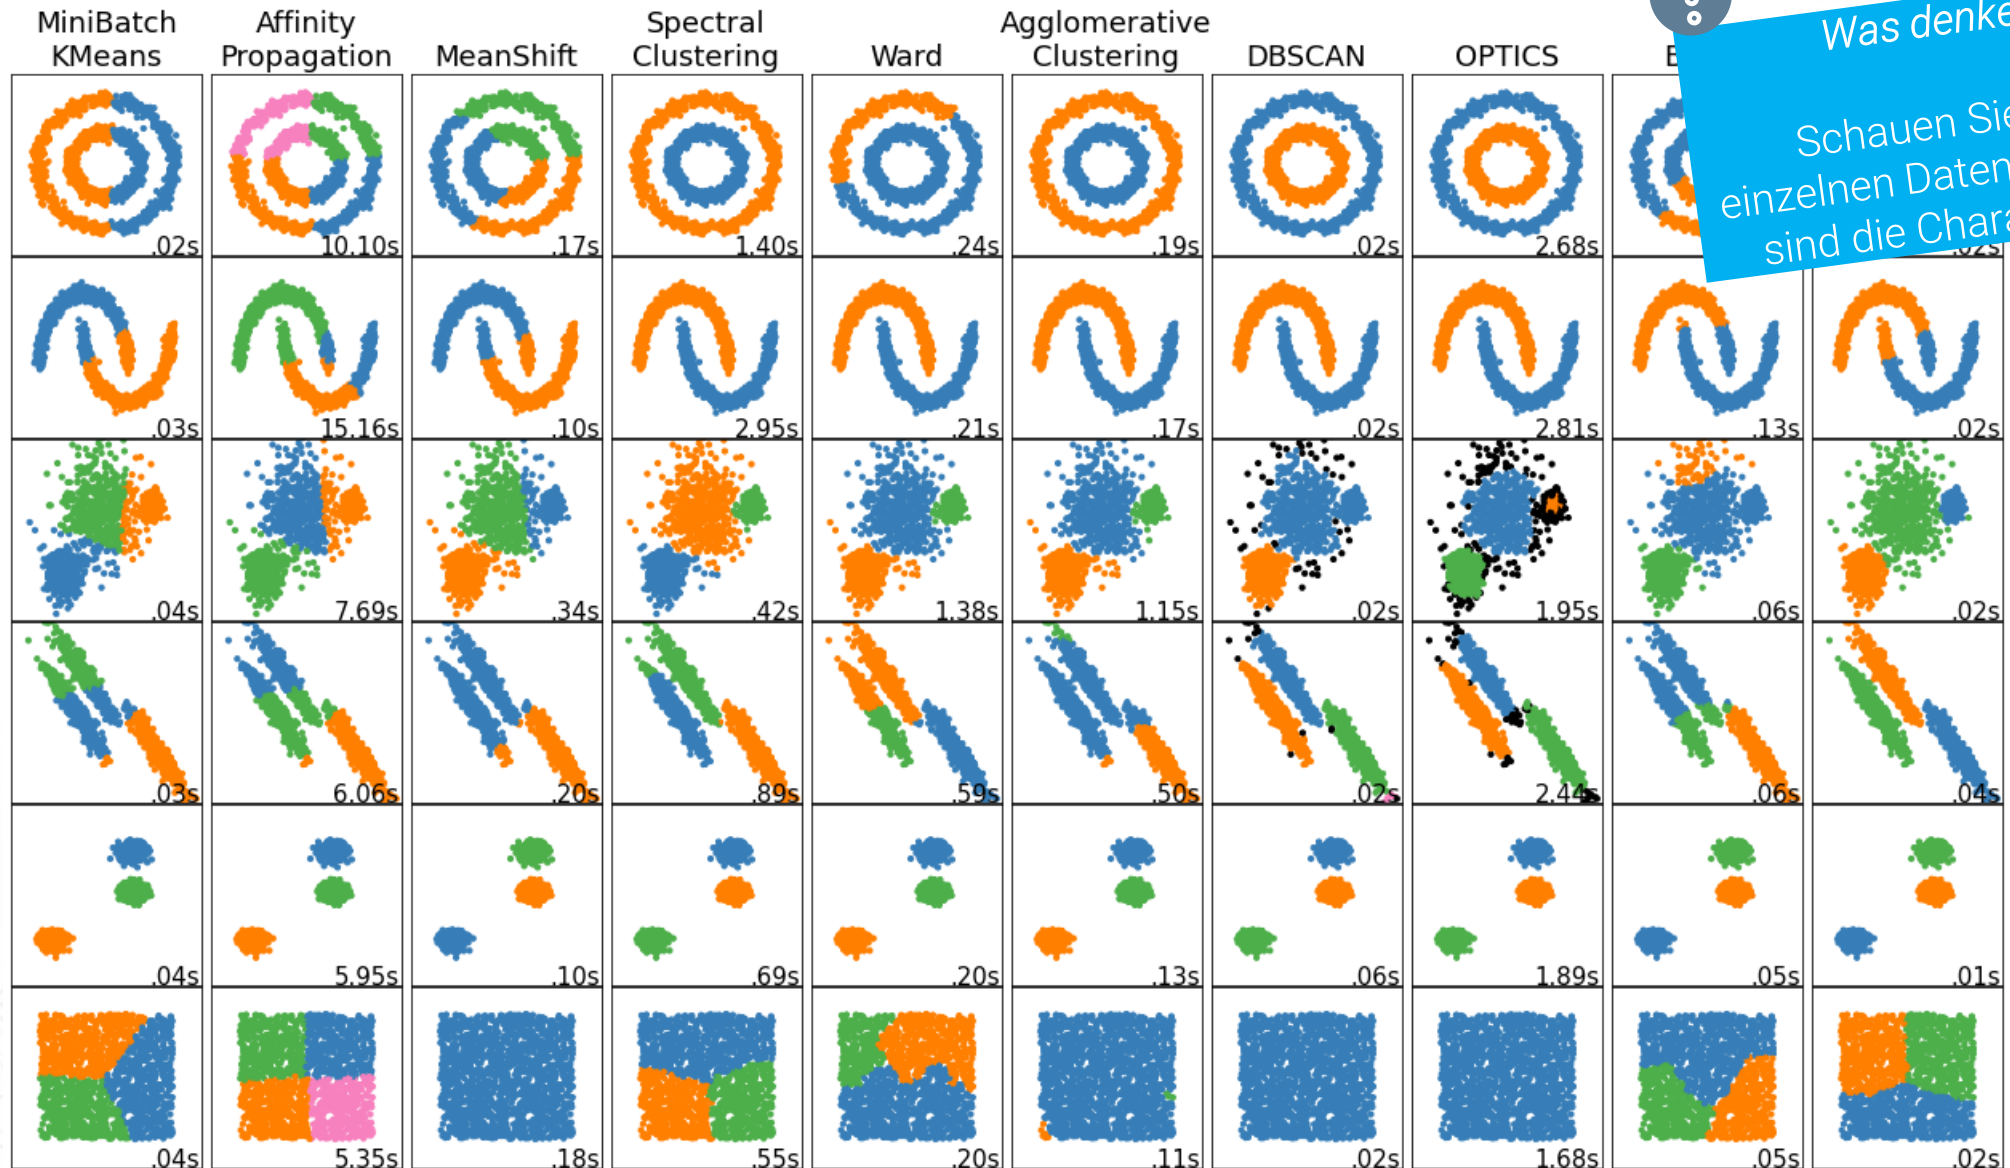 MiniBatch
KMeans
Affinity
Propagation
MeanShift
Spectral
Clustering
Ward
Agglomerative
Clustering
DBSCAN
OPTICS
Was denke
Schauen Sie
einzelnen Daten
sind die Chara
.02s 10.10s .17s 1.40s .24s .19s .02s 2.68s .02s
.03s 15.16s .10s 2.95s .21s .17s .02s 2.81s .13s .02s
.04s 7.69s .34s .42s 1.38s 1.15s .02s 1.95s .06s .02s
.03s 6.06s .20s .89s .59s .50s .02s 2.44s .06s .04s
.04s 5.95s .10s .69s .20s .13s .06s 1.89s .05s .01s
.04s 5.35s .18s .55s .20s .11s .02s 1.68s .05s .02s